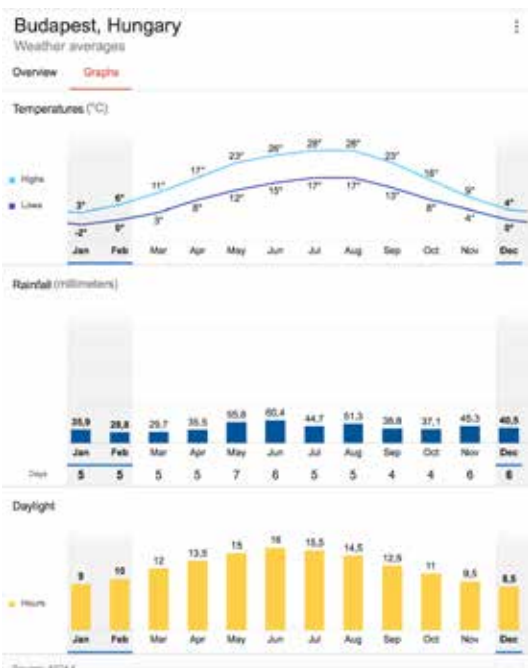 Budapest, Hungary
Weather averages
Overview Graphs
Temperatures (°C)
Highs
Lows
3° 6° 11° 17° 23° 26° 28° 28° 23° 16° 9° 4°
-2° 0° 3° 8° 12° 15° 17° 17° 13° 8° 4° 0°
Jan Feb Mar Apr May Jun Jul Aug Sep Oct Nov Dec
Rainfall (millimeters)
28,8 29,7 35,5 55,8 60,4 44,7 51,3 38,8 37,1 45,3 40,5
Jan Feb Mar Apr May Jun Jul Aug Sep Oct Nov Dec
Days 5 5 5 5 7 6 5 5 4 4 6 6
Daylight
9 10 12 13,5 15 16 15,5 14,5 12,5 11 9,5 8,5
Hours
Jan Feb Mar Apr May Jun Jul Aug Sep Oct Nov Dec